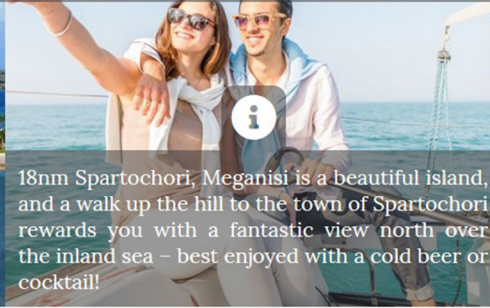 18nm Spartochori, Meganisi is a beautiful island,
and a walk up the hill to the town of Spartochori
rewards you with a fantastic view north over
the inland sea – best enjoyed with a cold beer or
cocktail!